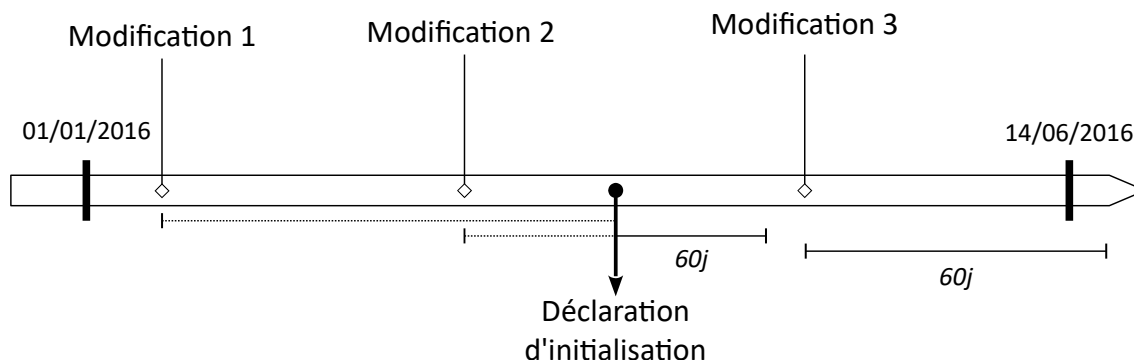 Modification 1
Modification 2
Modification 3
01/01/2016
14/06/2016
60j
60j
Déclaration
d'initialisation